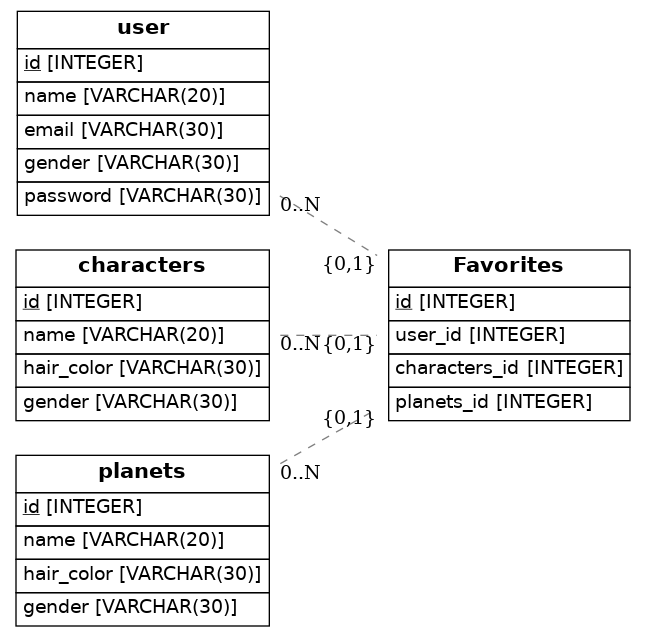 user
id [INTEGER]
name [VARCHAR(20)]
email [VARCHAR(30)]
gender [VARCHAR(30)]
password [VARCHAR(30)]
0..N
{0,1}
characters
id [INTEGER]
name [VARCHAR(20)]
hair_color [VARCHAR(30)]
gender [VARCHAR(30)]
0..N
{0,1}
Favorites
id [INTEGER]
user_id [INTEGER]
characters_id [INTEGER]
planets_id [INTEGER]
{0,1}
0..N
planets
id [INTEGER]
name [VARCHAR(20)]
hair_color [VARCHAR(30)]
gender [VARCHAR(30)]